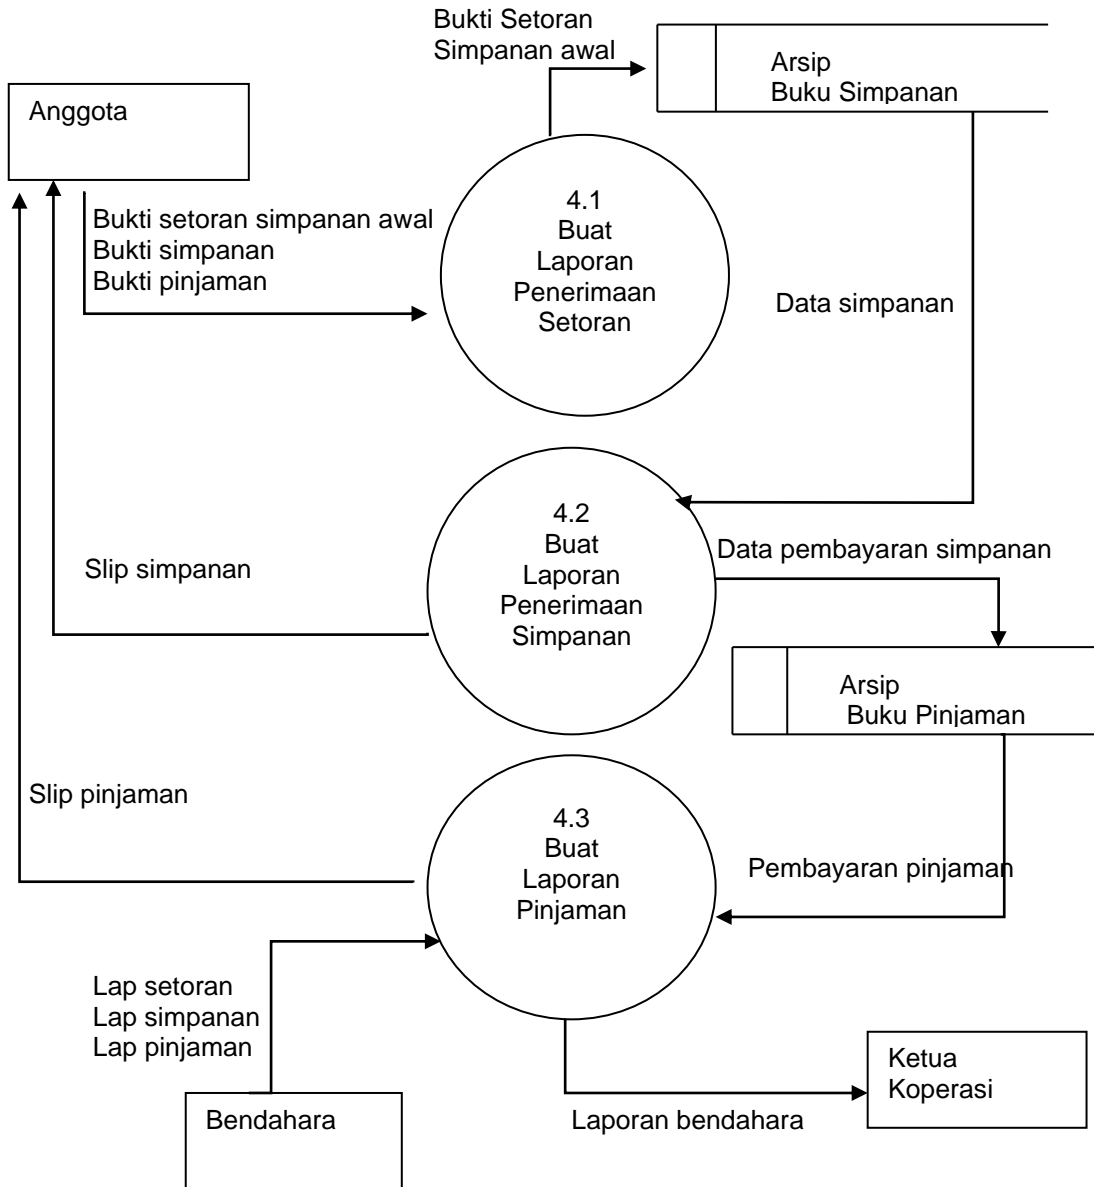 Bukti Setoran
Simpanan awal
Arsip
Buku Simpanan
Anggota
Bukti setoran simpanan awal
Bukti simpanan
Bukti pinjaman
4.1
Buat
Laporan
Penerimaan
Setoran
Data simpanan
4.2
Buat
Laporan
Penerimaan
Simpanan
Slip simpanan
Data pembayaran simpanan
Arsip
Buku Pinjaman
Slip pinjaman
4.3
Buat
Laporan
Pinjaman
Pembayaran pinjaman
Lap setoran
Lap simpanan
Lap pinjaman
Bendahara
Laporan bendahara
Ketua
Koperasi